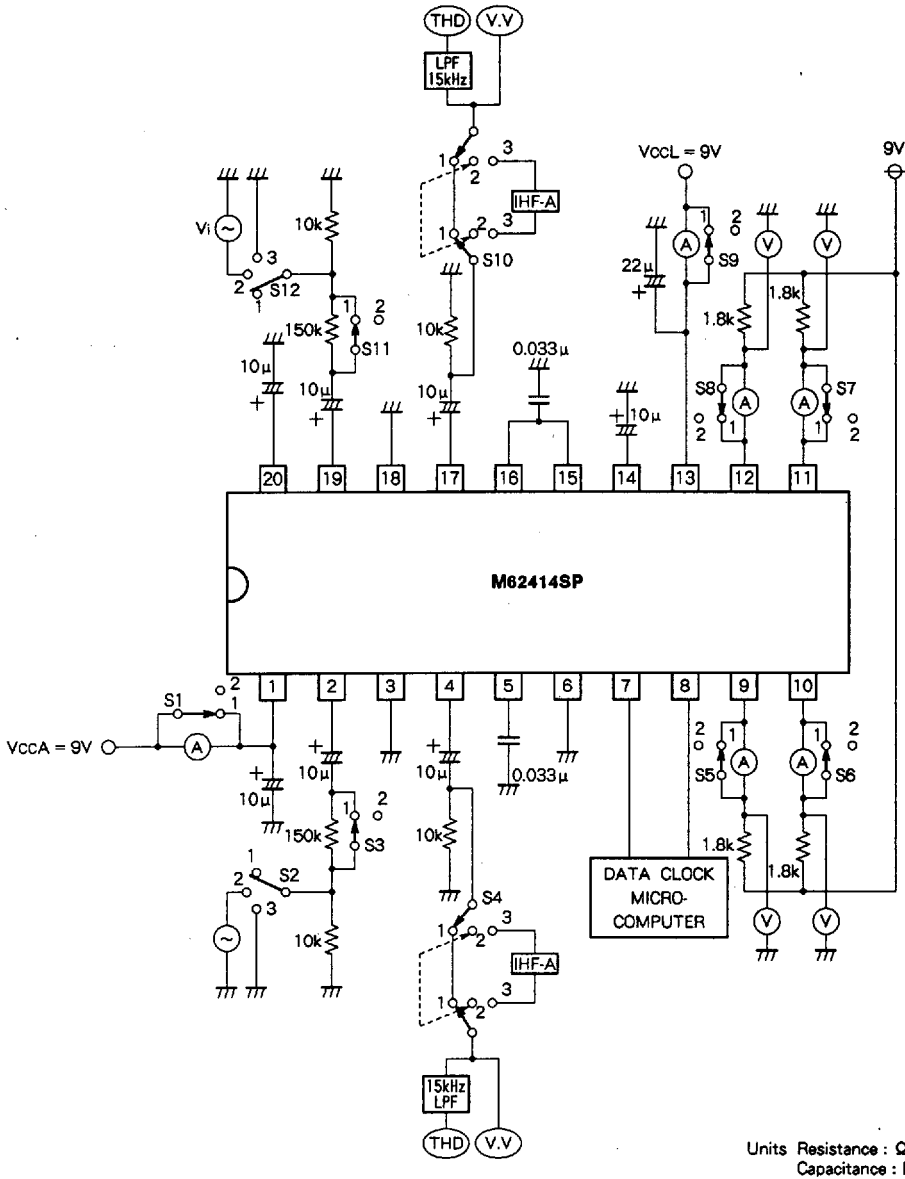 THD V.V
LPF
15kHz
1 2 3
IHF-A
1 2 3
S10
VccL = 9V
9V
Vi
10k
3
2
1
S12
150k
1 2
S11
10μ
+
10μ
+
10k
10μ
+
0.033μ
+
10μ
22μ
+
A
1 2
S9
V V
1.8k 1.8k
S8
A
1
2
A
S7
1
2
20 19 18 17 16 15 14 13 12 11
M62414SP
1 2 3 4 5 6 7 8 9 10
S1
2
1
VccA = 9V
A
+
10μ
+
10μ
150k
1 2
S3
1
2
3
S2
10k
+
10μ
10k
0.033μ
S4
1 2 3
IHF-A
1 2 3
15kHz
LPF
THD V.V
DATA CLOCK
MICRO-
COMPUTER
2
1
S5
A
A
1 2
S6
1.8k 1.8k
V V
Units Resistance : Ω
Capacitance :